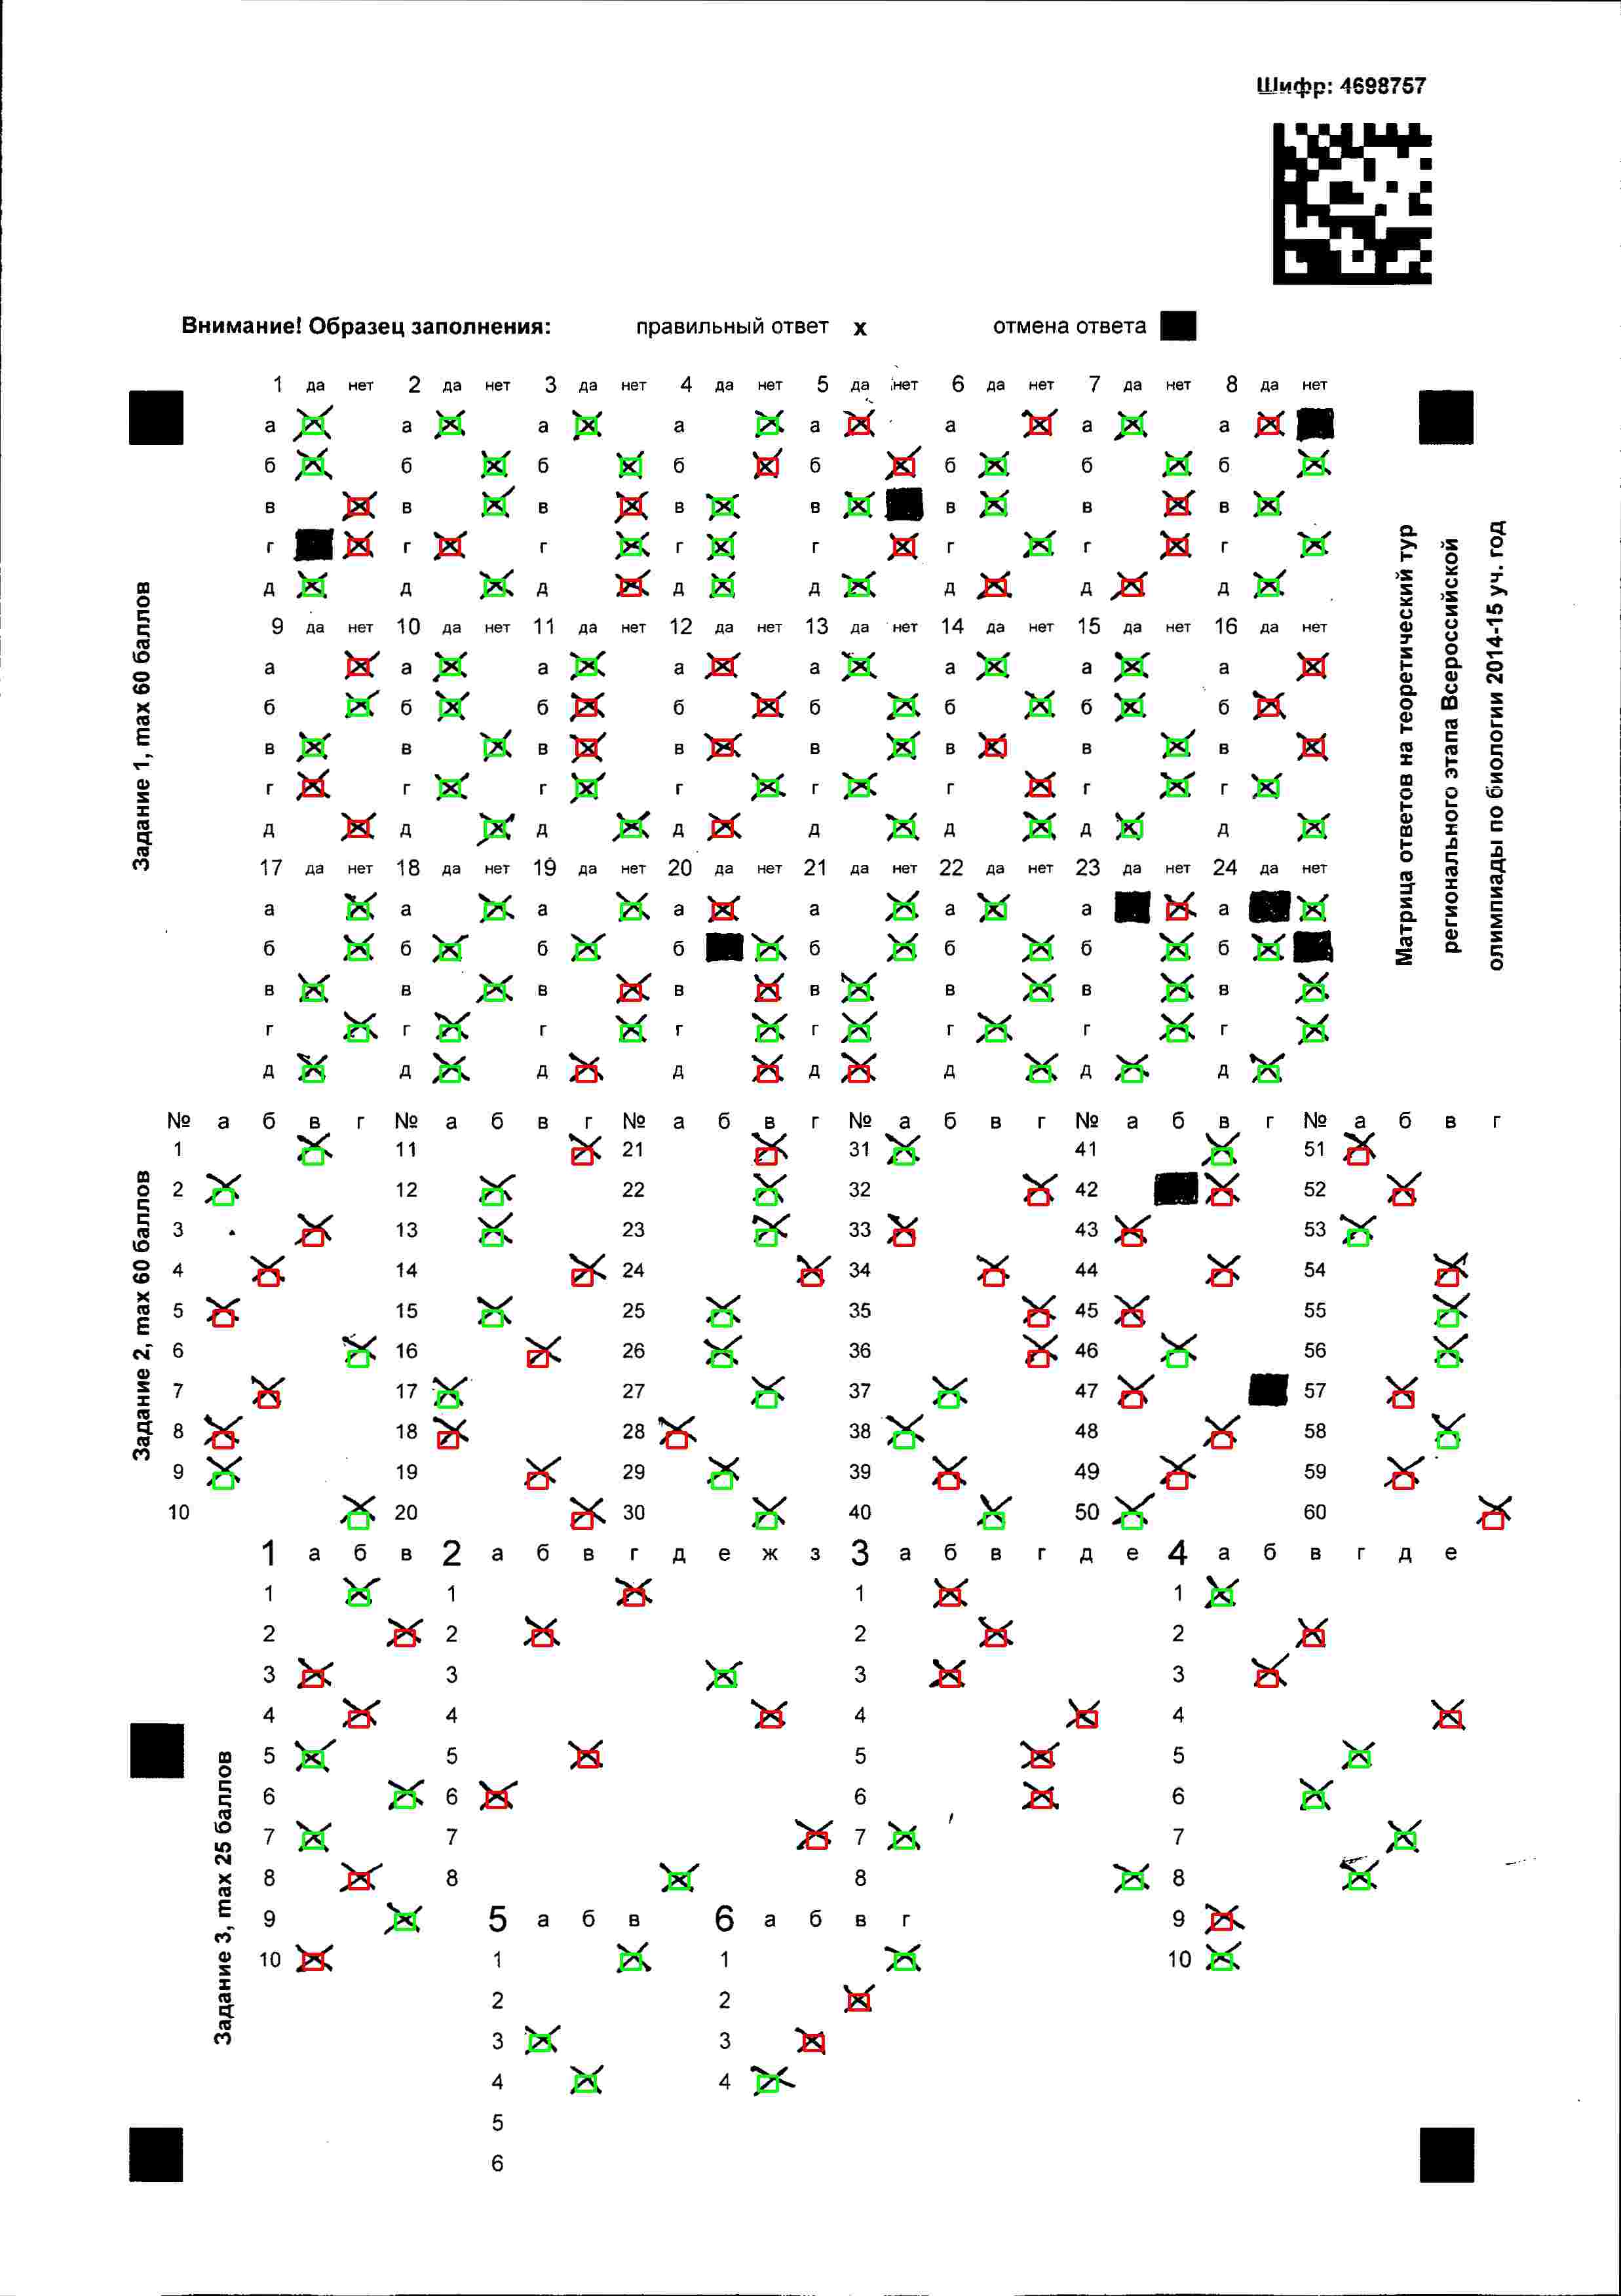 Шифр: 4698757
Внимание! Образец заполнения: правильный ответ х отмена ответа
1 да нет 2 да нет 3 да нет 4 да нет 5 да нет 6 да нет 7 да нет 8 да нет
а а а а а а а а
б б б б б б б б
в в в в в в в в
г г г г г г г г
д д д д д д д д
9 да нет 10 да нет 11 да нет 12 да нет 13 да нет 14 да нет 15 да нет 16 да нет
а а а а а а а а
б б б б б б б б
в в в в в в в в
г г г г г г г г
д д д д д д д д
17 да нет 18 да нет 19 да нет 20 да нет 21 да нет 22 да нет 23 да нет 24 да нет
а а а а а а а а
б б б б б б б б
в в в в в в в в
г г г г г г г г
д д д д д д д д
Задание 1, max 60 баллов
Матрица ответов на теоретический тур
регионального этапа Всероссийской
олимпиады по биологии 2014-15 уч. год
№ а б в г № а б в г № а б в г № а б в г № а б в г № а б в г
1 11 21 31 41 51
2 12 22 32 42 52
3 13 23 33 43 53
4 14 24 34 44 54
5 15 25 35 45 55
6 16 26 36 46 56
7 17 27 37 47 57
8 18 28 38 48 58
9 19 29 39 49 59
10 20 30 40 50 60
Задание 2, max 60 баллов
1 а б в 2 а б в г д е ж з 3 а б в г д е 4 а б в г д е
1 1 1 1
2 2 2 2
3 3 3 3
4 4 4 4
5 5 5 5
6 6 6 6
7 7 7 7
8 8 8 8
9 5 а б в 6 а б в г 9
10 1 1 10
2 2
3 3
4 4
5
6
Задание 3, max 25 баллов